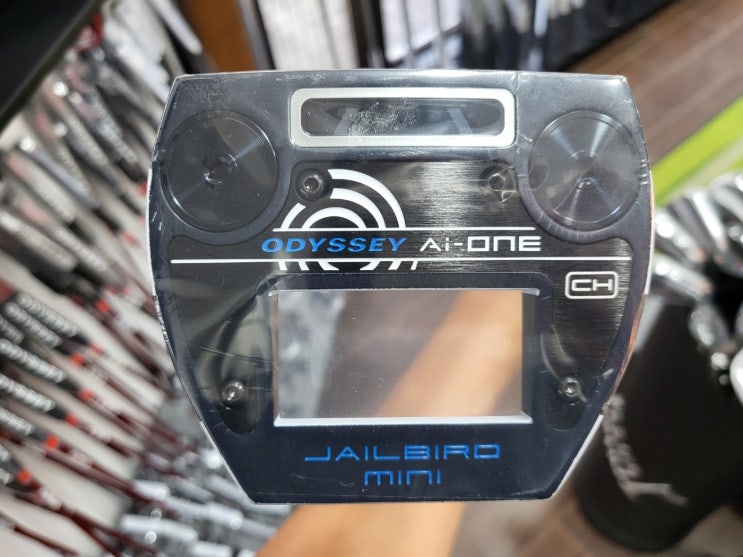 ODYSSEY Ai-ONE
CH
JAILBIRD
MINI